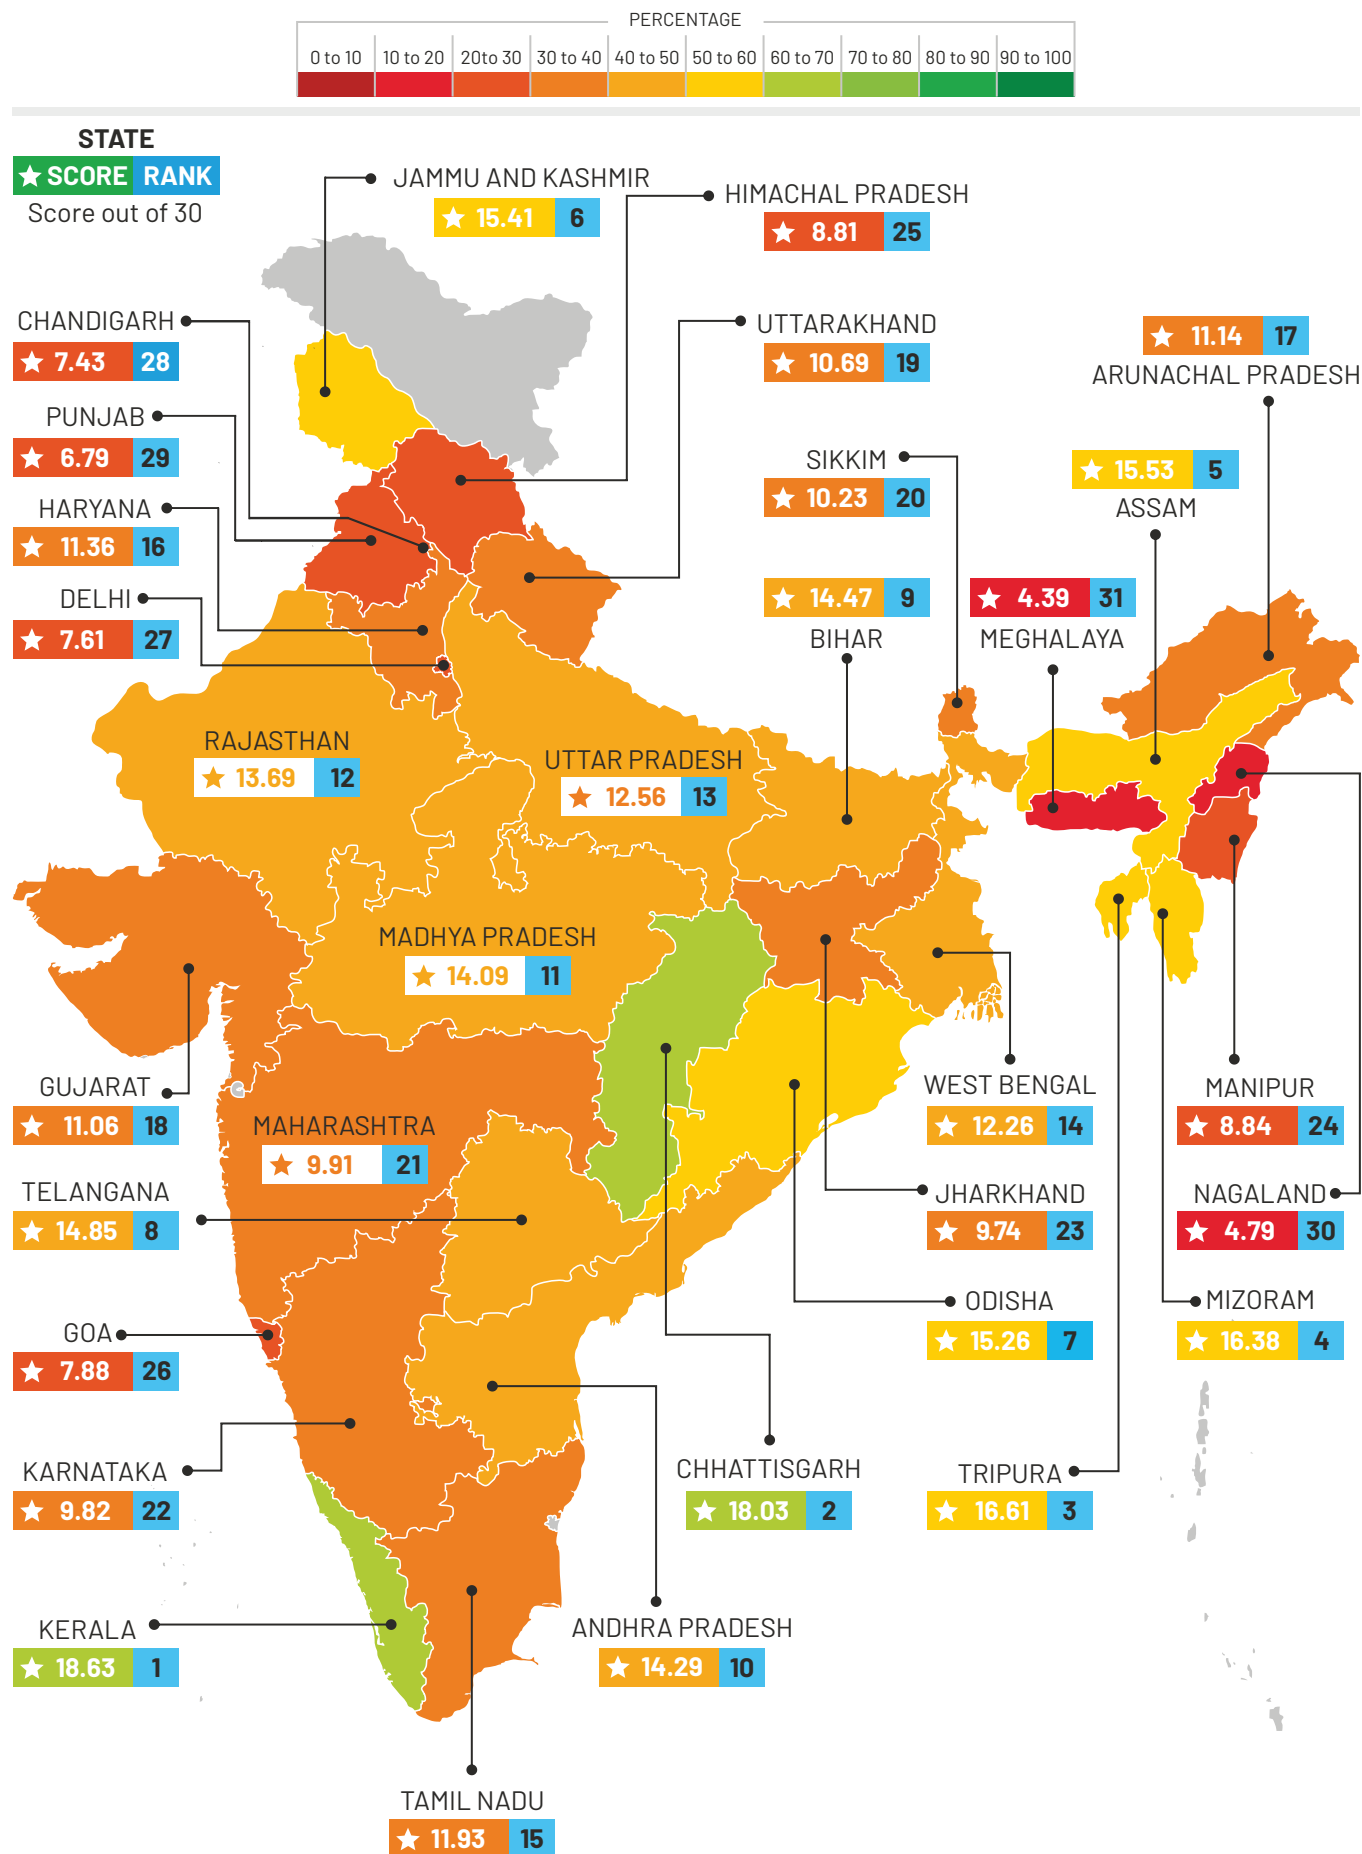 PERCENTAGE
0 to 10 10 to 20 20to 30 30 to 40 40 to 50 50 to 60 60 to 70 70 to 80 80 to 90 90 to 100
STATE
SCORE RANK
Score out of 30
JAMMU AND KASHMIR
15.41 6
HIMACHAL PRADESH
8.81 25
CHANDIGARH
7.43 28
UTTARAKHAND
10.69 19
11.14 17
ARUNACHAL PRADESH
PUNJAB
6.79 29
SIKKIM
10.23 20
15.53 5
ASSAM
HARYANA
11.36 16
DELHI
7.61 27
14.47 9
BIHAR
4.39 31
MEGHALAYA
RAJASTHAN
13.69 12
UTTAR PRADESH
12.56 13
MADHYA PRADESH
14.09 11
GUJARAT
11.06 18
MAHARASHTRA
9.91 21
WEST BENGAL
12.26 14
MANIPUR
8.84 24
TELANGANA
14.85 8
JHARKHAND
9.74 23
NAGALAND
4.79 30
GOA
7.88 26
ODISHA
15.26 7
MIZORAM
16.38 4
KARNATAKA
9.82 22
CHHATTISGARH
18.03 2
TRIPURA
16.61 3
KERALA
18.63 1
ANDHRA PRADESH
14.29 10
TAMIL NADU
11.93 15